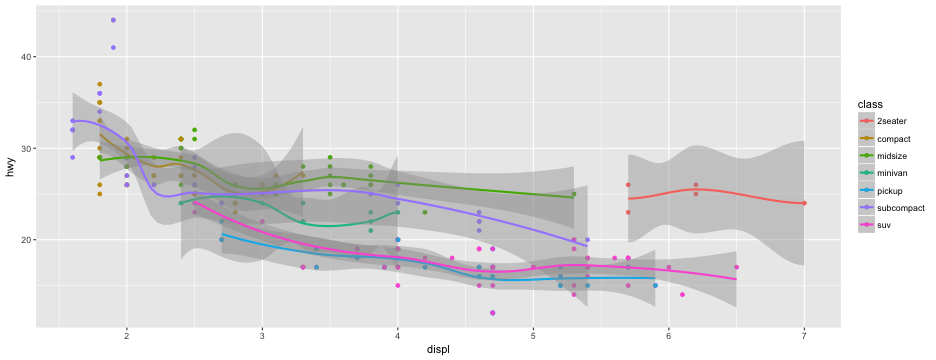 hwy
40
30
20
2
3
4
5
6
7
displ
class
2seater
compact
midsize
minivan
pickup
subcompact
suv